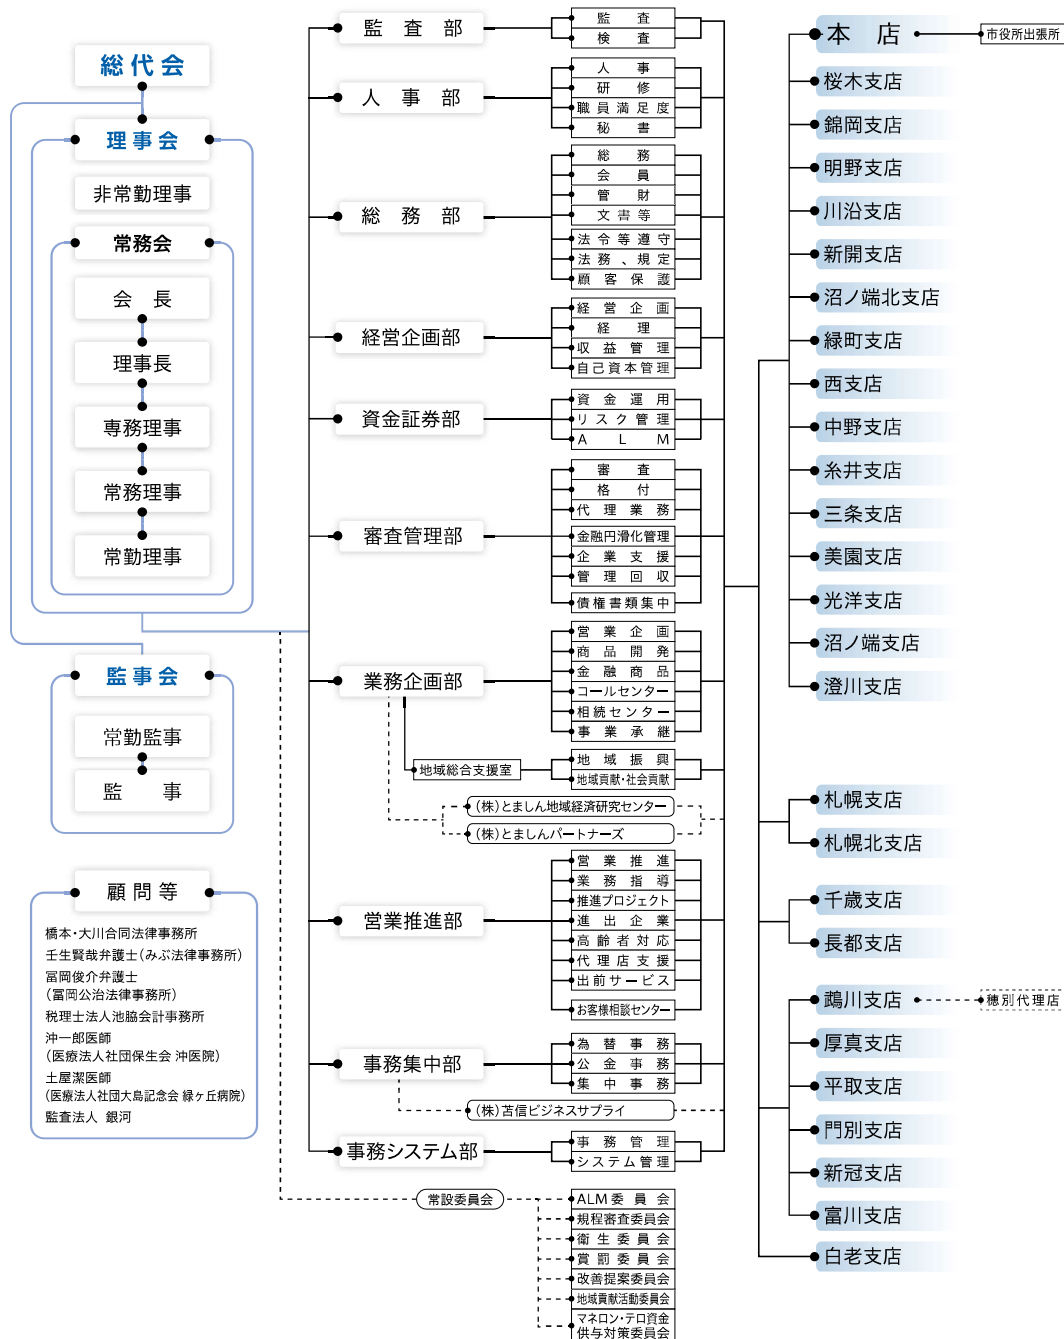 総代会
理事会
非常勤理事
常務会
会　長
理事長
専務理事
常務理事
常勤理事
監事会
常勤監事
監　　事
顧問等
橋本・大川合同法律事務所
壬生賢哉弁護士（みぶ法律事務所）
冨岡俊介弁護士
（富岡公治法律事務所）
税理士法人池脇会計事務所
沖一郎医師
（医療法人社団保生会 沖医院）
土屋潔医師
（医療法人社団大島記念会 緑ヶ丘病院）
監査法人 銀河
監査部
監査
検査
人事部
人事
研修
職員満足度
秘書
総務部
総務
会員
管財
文書等
法令等遵守
法務、規定
顧客保護
経営企画部
経営企画
経理
収益管理
自己資本管理
資金証券部
資金運用
リスク管理
ALM
審査管理部
審査
格付
代理業務
金融円滑化管理
企業支援
管理回収
債権書類集中
業務企画部
営業企画
商品開発
金融商品
コールセンター
相続センター
事業承継
地域総合支援室
地域振興
地域貢献・社会貢献
（株）とましん地域経済研究センター
（株）とましんパートナーズ
営業推進部
営業推進
業務指導
推進プロジェクト
進出企業
高齢者対応
代理店支援
出前サービス
お客様相談センター
事務集中部
為替事務
公金事務
集中事務
（株）苫信ビジネスサプライ
事務システム部
事務管理
システム管理
常設委員会
ALM委員会
規程審査委員会
衛生委員会
賞罰委員会
改善提案委員会
地域貢献活動委員会
マネロン・テロ資金
供与対策委員会
本　店
市役所出張所
桜木支店
錦岡支店
明野支店
川沿支店
新開支店
沼ノ端北支店
緑町支店
西支店
中野支店
糸井支店
三条支店
美園支店
光洋支店
沼ノ端支店
澄川支店
札幌支店
札幌北支店
千歳支店
長都支店
鵡川支店
穂別代理店
厚真支店
平取支店
門別支店
新冠支店
富川支店
白老支店